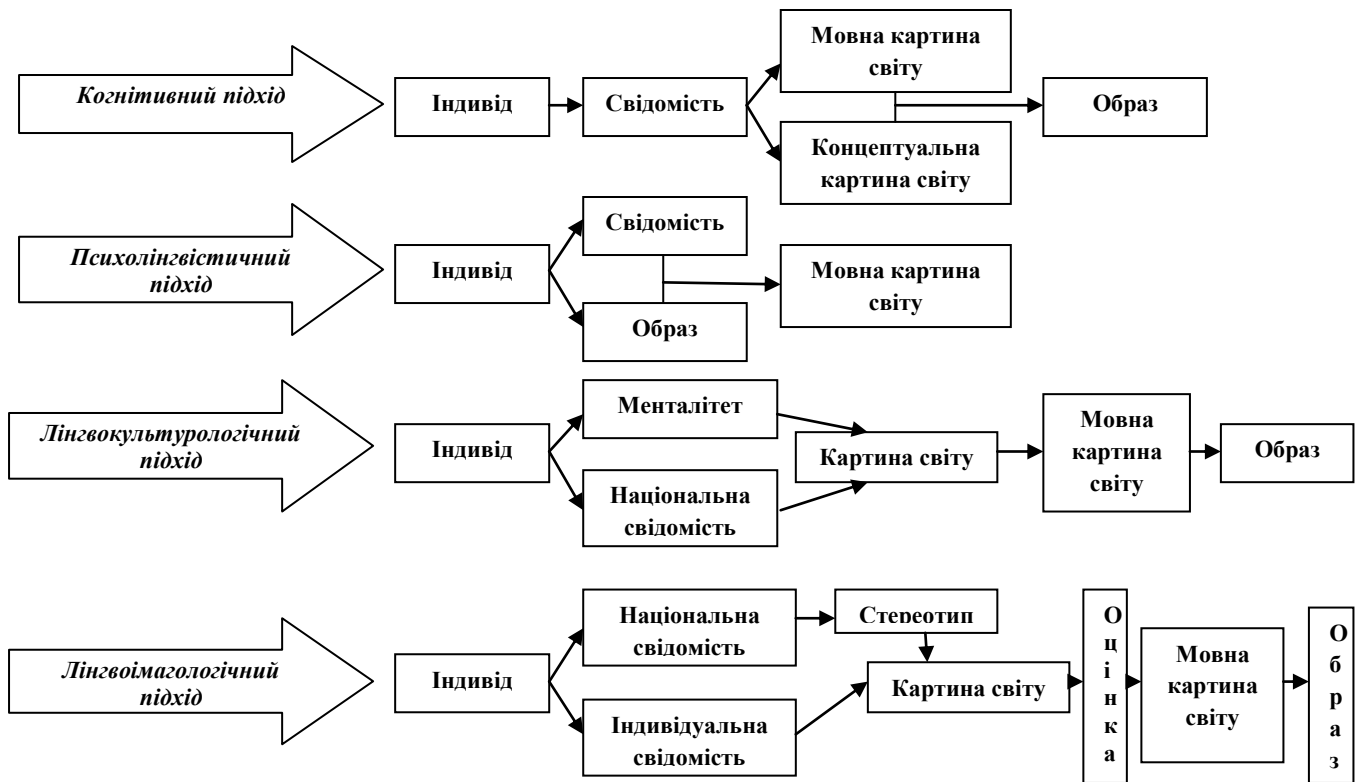 Когнітивний підхід
Індивід
Свідомість
Мовна картина
світу
Концептуальна
картина світу
Образ
Психолінгвістичний
підхід
Індивід
Свідомість
Образ
Мовна картина
світу
Лінгвокультурологічний
підхід
Індивід
Менталітет
Національна
свідомість
Картина світу
Мовна
картина
світу
Образ
Лінгвоімагологічний
підхід
Індивід
Національна
свідомість
Індивідуальна
свідомість
Стереотип
Картина світу
О
ц
і
н
к
а
Мовна
картина
світу
О
б
р
а
з